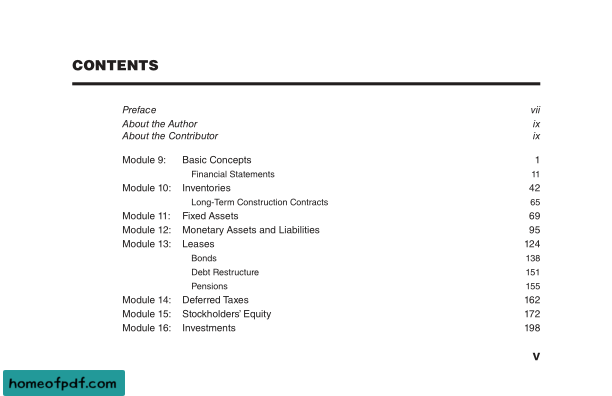 CONTENTS
Preface vii
About the Author ix
About the Contributor ix
Module 9: Basic Concepts 1
Financial Statements 11
Module 10: Inventories 42
Long-Term Construction Contracts 65
Module 11: Fixed Assets 69
Module 12: Monetary Assets and Liabilities 95
Module 13: Leases 124
Bonds 138
Debt Restructure 151
Pensions 155
Module 14: Deferred Taxes 162
Module 15: Stockholders' Equity 172
Module 16: Investments 198
V
homeofpdf.com